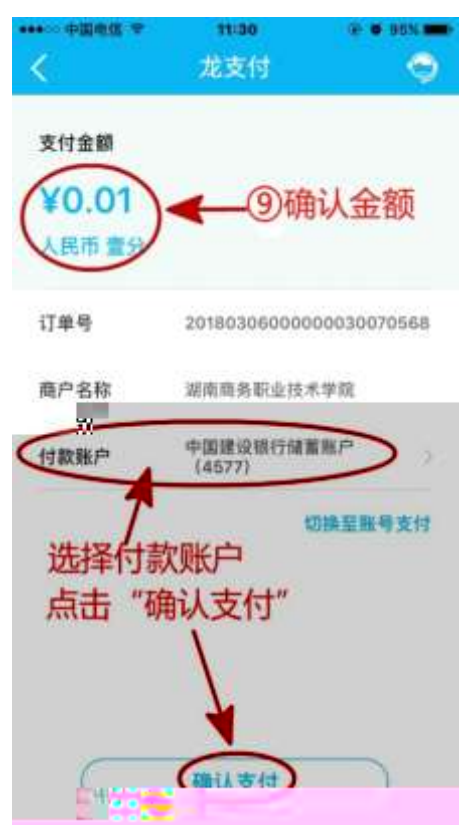 中国电信 11:30 95%
龙支付
支付金额
¥0.01
⑨确认金额
人民币 壹分
订单号 20180306000000030070568
商户名称 湖南商务职业技术学院
付款账户 中国建设银行储蓄账户
(4577)
切换至账号支付
选择付款账户
点击“确认支付”
确认支付